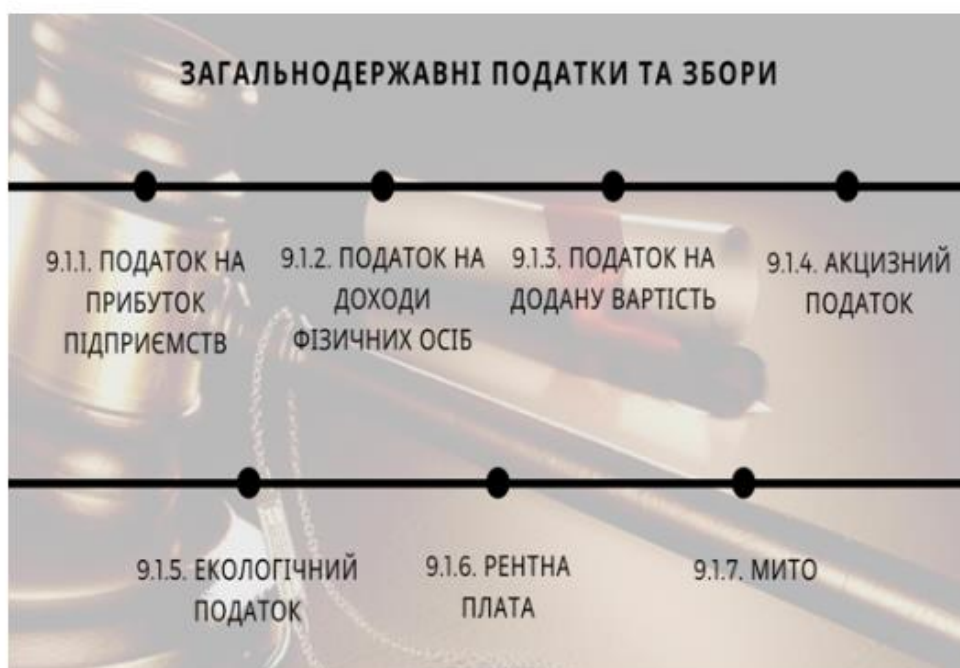 ЗАГАЛЬНОДЕРЖАВНІ ПОДАТКИ ТА ЗБОРИ
9.1.1. ПОДАТОК НА
ПРИБУТОК
ПІДПРИЄМСТВ
9.1.2. ПОДАТОК НА
ДОХОДИ
ФІЗИЧНИХ ОСІБ
9.1.3. ПОДАТОК НА
ДОДАНУ ВАРТІСТЬ
9.1.4. АКЦИЗНИЙ
ПОДАТОК
9.1.5. ЕКОЛОГІЧНИЙ
ПОДАТОК
9.1.6. РЕНТНА
ПЛАТА
9.1.7. МИТО